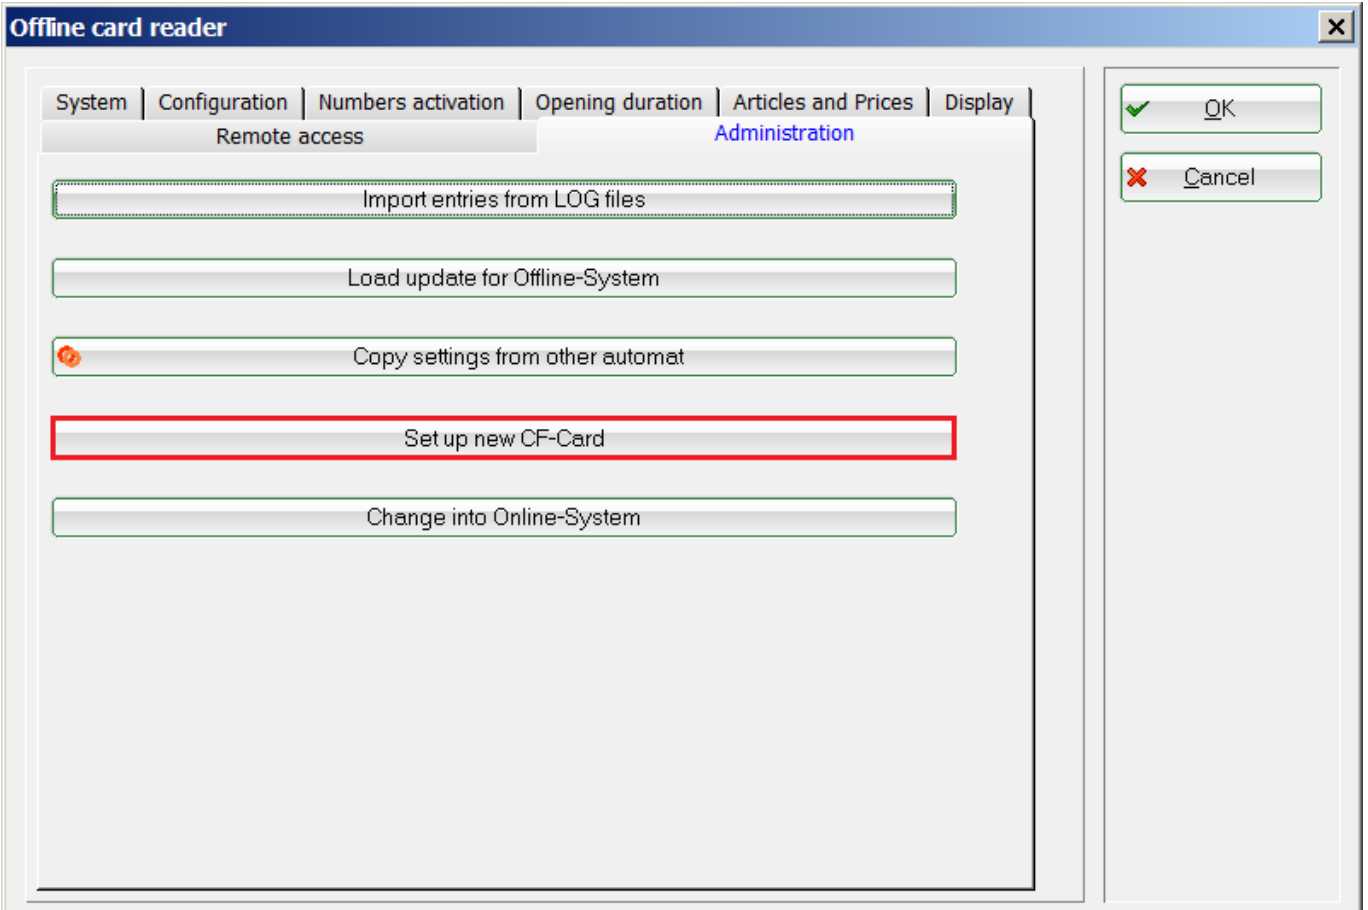 Offline card reader
System Configuration Numbers activation Opening duration Articles and Prices Display
Remote access Administration
Import entries from LOG files
Load update for Offline-System
Copy settings from other automat
Set up new CF-Card
Change into Online-System
OK
Cancel